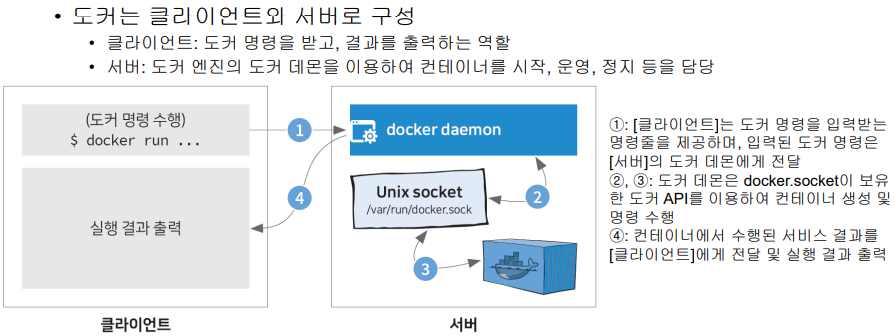 • 도커는 클리이언트외 서버로 구성
• 클라이언트: 도커 명령을 받고, 결과를 출력하는 역할
• 서버: 도커 엔진의 도커 데몬을 이용하여 컨테이너를 시작, 운영, 정지 등을 담당
(도커 명령 수행)
$ docker run ...
1
docker daemon
4
실행 결과 출력
Unix socket
/var/run/docker.sock
2
3
클라이언트
서버
①: [클라이언트]는 도커 명령을 입력받는
명령줄을 제공하며, 입력된 도커 명령은
[서버]의 도커 데몬에게 전달
②, ③: 도커 데몬은 docker.socket이 보유
한 도커 API를 이용하여 컨테이너 생성 및
명령 수행
④: 컨테이너에서 수행된 서비스 결과를
[클라이언트]에게 전달 및 실행 결과 출력